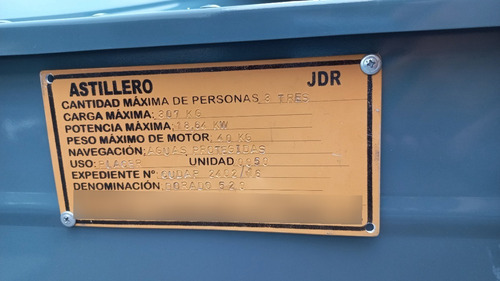 ASTILLERO JDR
CANTIDAD MÁXIMA DE PERSONAS 3 TRES
CARGA MÁXIMA: 307 KG
POTENCIA MÁXIMA: 18,64 KW
PESO MÁXIMO DE MOTOR: 40 KG
NAVEGACIÓN: AGUAS PROTEGIDAS
USO: PLACER UNIDAD 0050
EXPEDIENTE Nº: 2402/
DENOMINACIÓN: DORADO 520